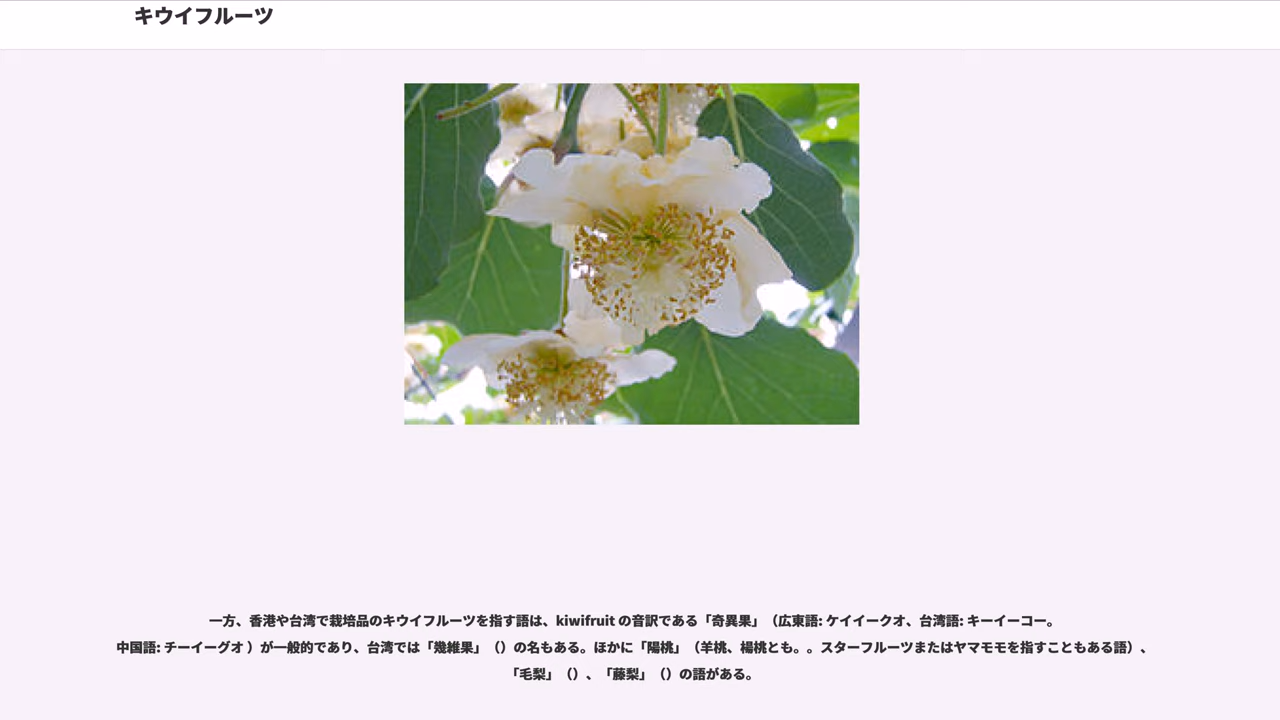 キウイフルーツ
一方、香港や台湾で栽培品のキウイフルーツを指す語は、kiwifruit の音訳である「奇異果」（広東語: ケイイークオ、台湾語: キーイーコー。
中国語: チーイーグオ ）が一般的であり、台湾では「幾維果」（）の名もある。ほかに「陽桃」（羊桃、楊桃とも。。スターフルーツまたはヤマモモを指すこともある語）、
「毛梨」（）、「藤梨」（）の語がある。